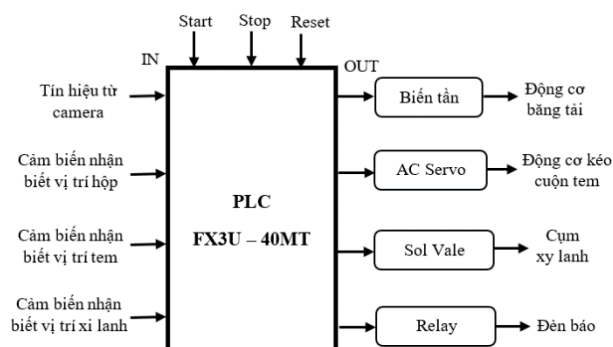 Start
Stop
Reset
IN
OUT
Tín hiệu từ
camera
Cảm biến nhận
biết vị trí hộp
Cảm biến nhận
biết vị trí tem
Cảm biến nhận
biết vị trí xi lanh
PLC
FX3U – 40MT
Biến tần
Động cơ
băng tải
AC Servo
Động cơ kéo
cuộn tem
Sol Vale
Cụm
xy lanh
Relay
Đèn báo